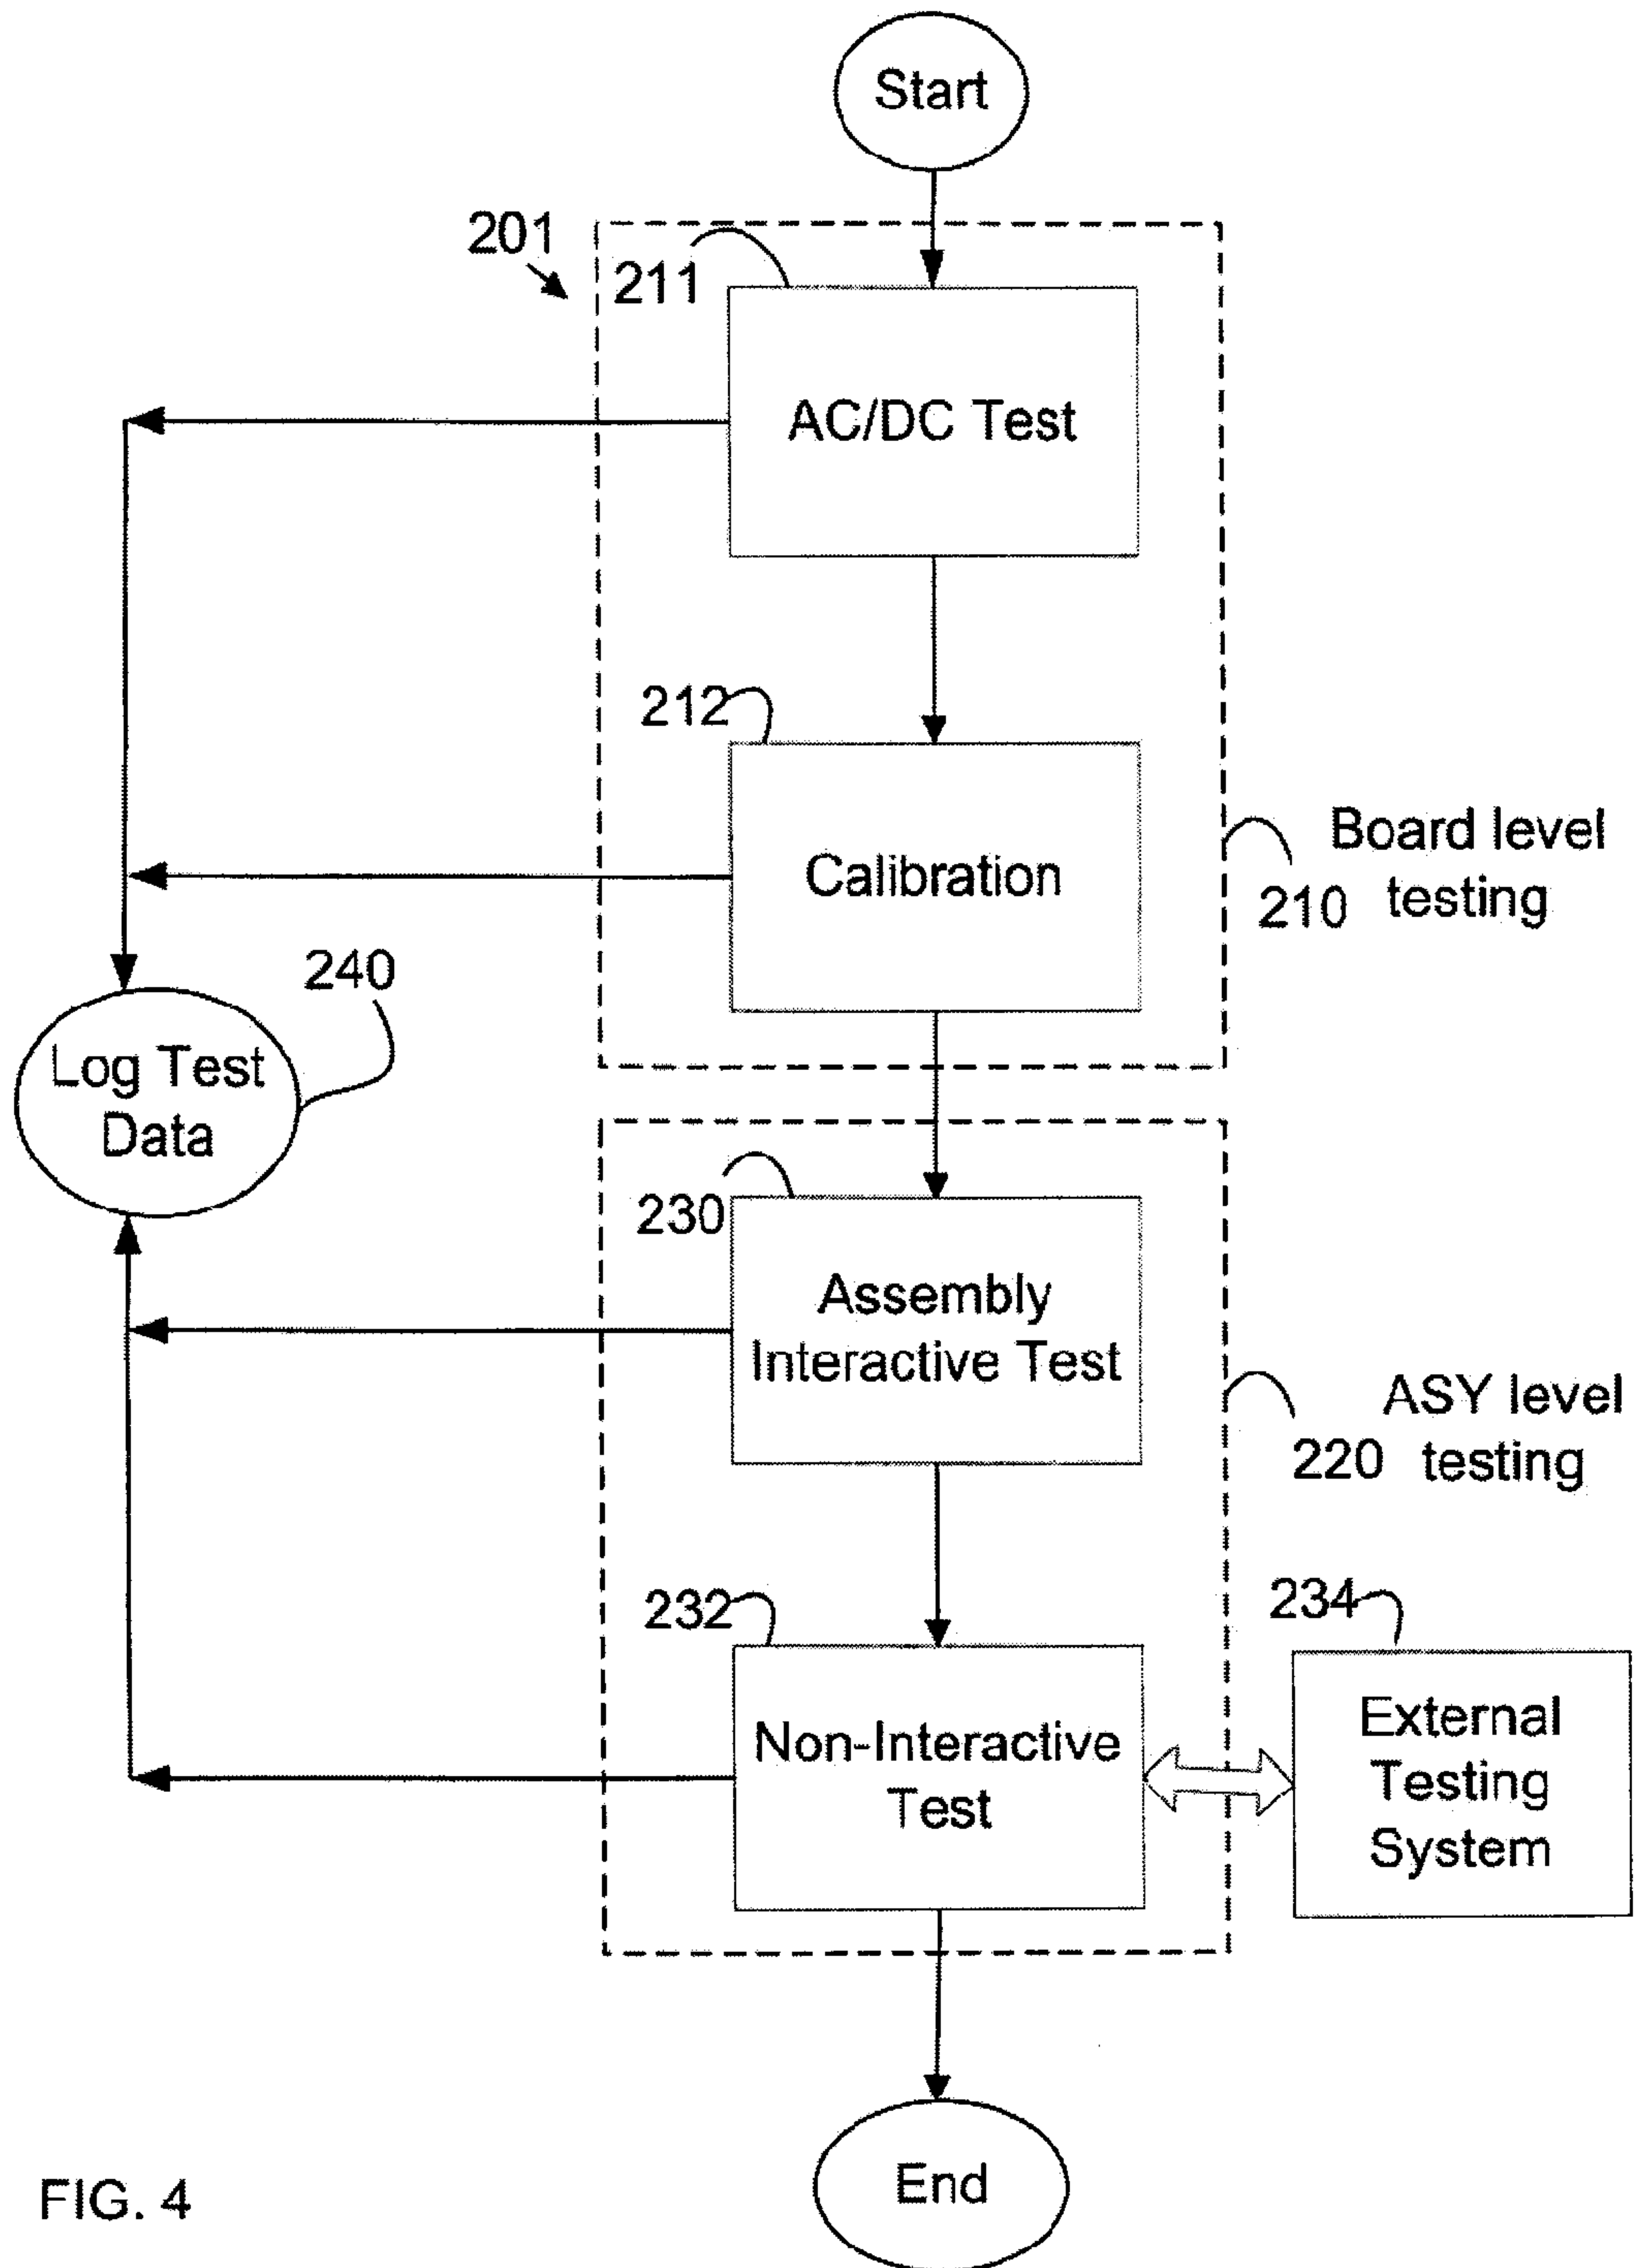 Start
201
211
AC/DC Test
212
Calibration
Board level
210 testing
240
Log Test
Data
230
Assembly
Interactive Test
ASY level
220 testing
232
Non-Interactive
Test
234
External
Testing
System
End
FIG. 4